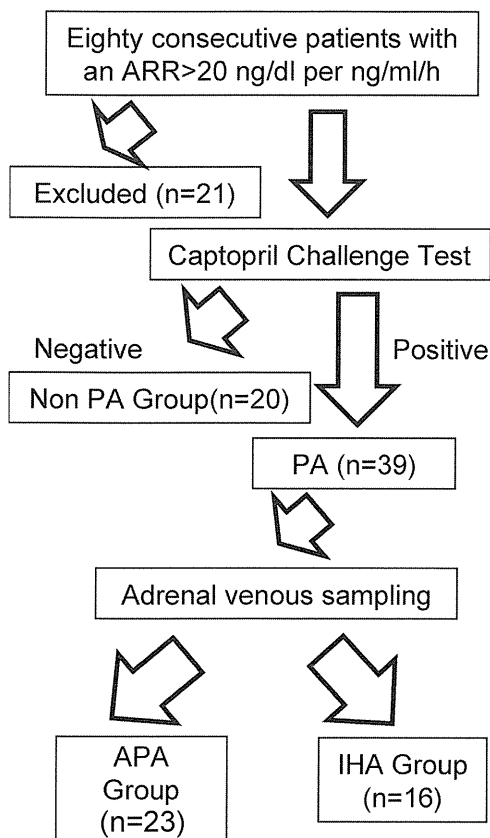 Eighty consecutive patients with
an ARR>20 ng/dl per ng/ml/h
Excluded (n=21)
Captopril Challenge Test
Negative
Positive
Non PA Group(n=20)
PA (n=39)
Adrenal venous sampling
APA
Group
(n=23)
IHA Group
(n=16)